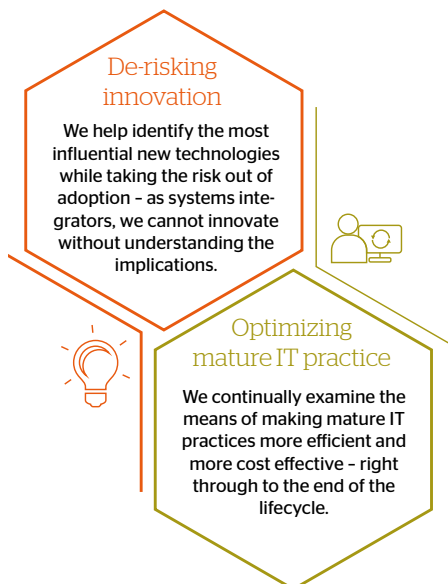 De-risking
innovation
We help identify the most
influential new technologies
while taking the risk out of
adoption – as systems inte-
grators, we cannot innovate
without understanding the
implications.
Optimizing
mature IT practice
We continually examine the
means of making mature IT
practices more efficient and
more cost effective – right
through to the end of the
lifecycle.